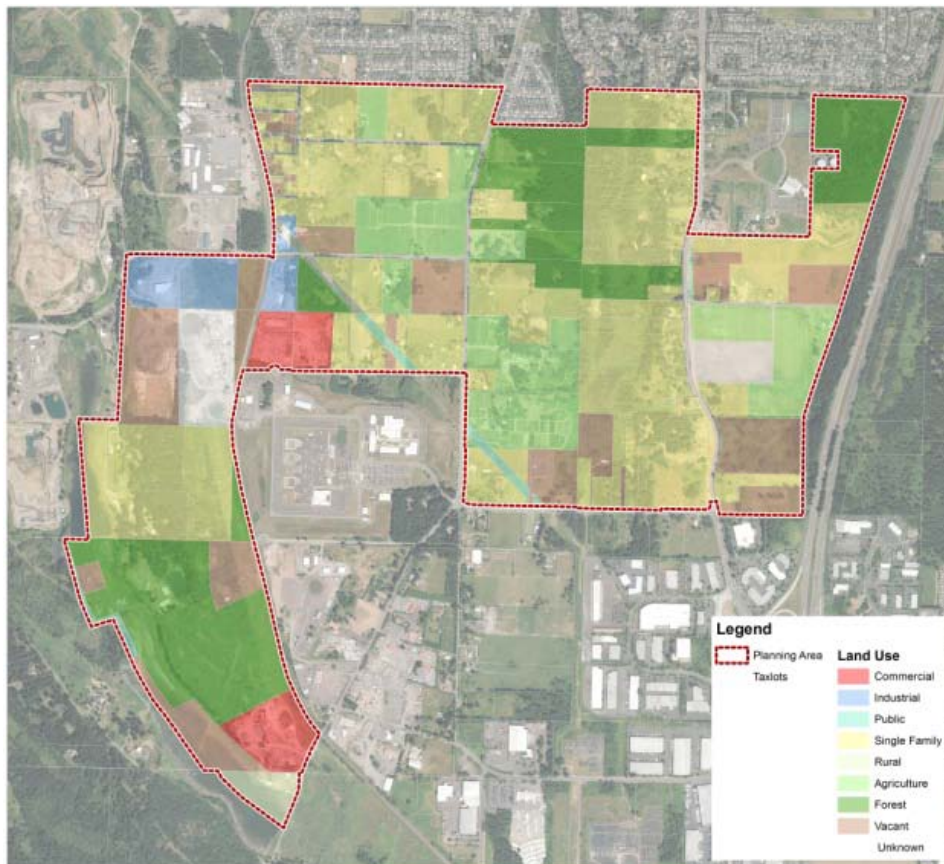 Legend
Planning Area
Taxlots
Land Use
Commercial
Industrial
Public
Single Family
Rural
Agriculture
Forest
Vacant
Unknown